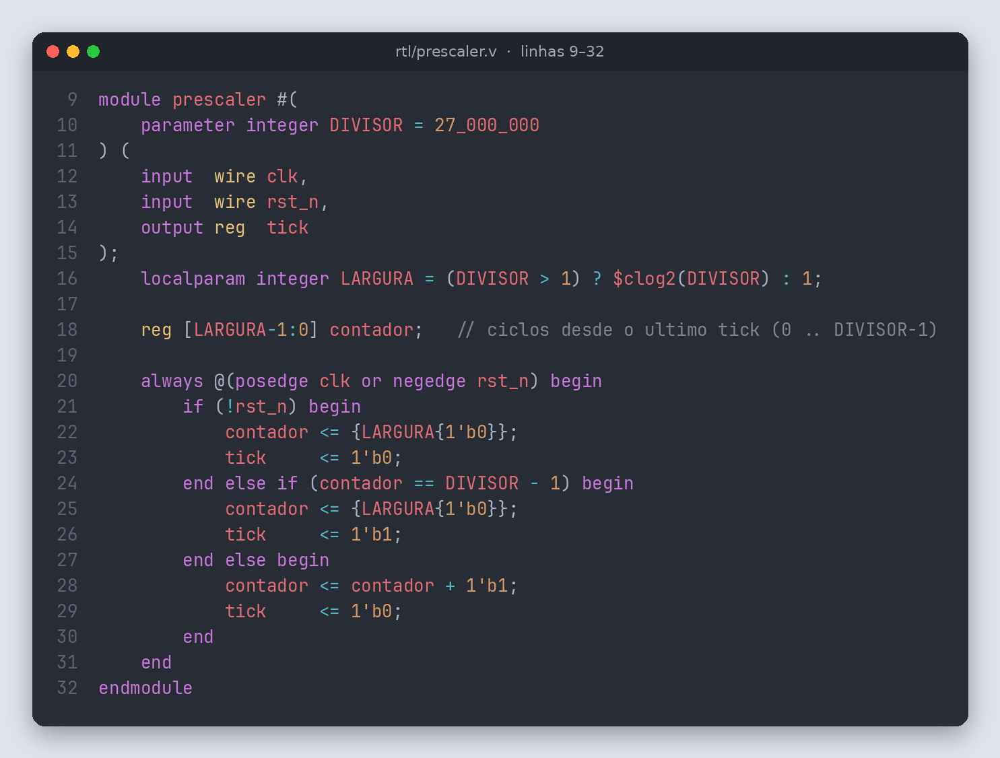 rtl/prescaler.v · linhas 9–32
9 module prescaler #(
10     parameter integer DIVISOR = 27_000_000
11 ) (
12     input  wire clk,
13     input  wire rst_n,
14     output reg  tick
15 );
16     localparam integer LARGURA = (DIVISOR > 1) ? $clog2(DIVISOR) : 1;
17
18     reg [LARGURA-1:0] contador;   // ciclos desde o ultimo tick (0 .. DIVISOR-1)
19
20     always @(posedge clk or negedge rst_n) begin
21         if (!rst_n) begin
22             contador <= {LARGURA{1'b0}};
23             tick     <= 1'b0;
24         end else if (contador == DIVISOR - 1) begin
25             contador <= {LARGURA{1'b0}};
26             tick     <= 1'b1;
27         end else begin
28             contador <= contador + 1'b1;
29             tick     <= 1'b0;
30         end
31     end
32 endmodule